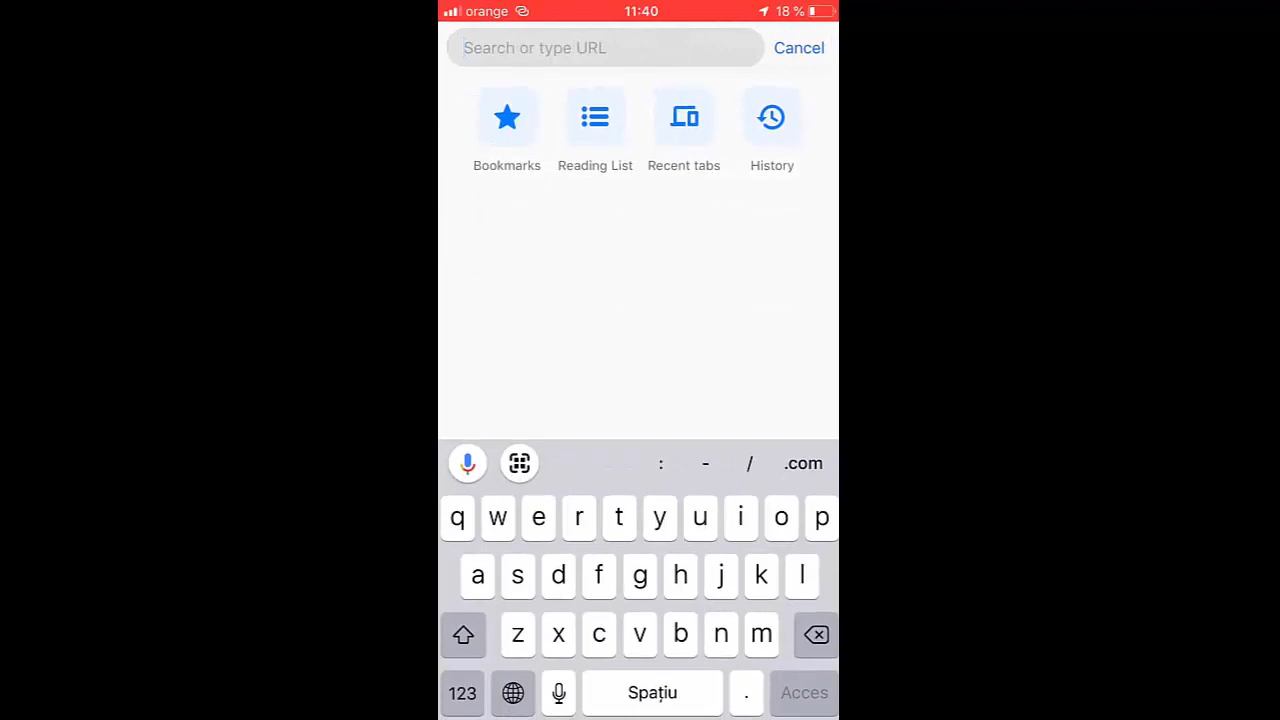 orange 11:40 18 %
Search or type URL Cancel
Bookmarks Reading List Recent tabs History
: - / .com
q w e r t y u i o p
a s d f g h j k l
z x c v b n m
123 Spațiu . Acces